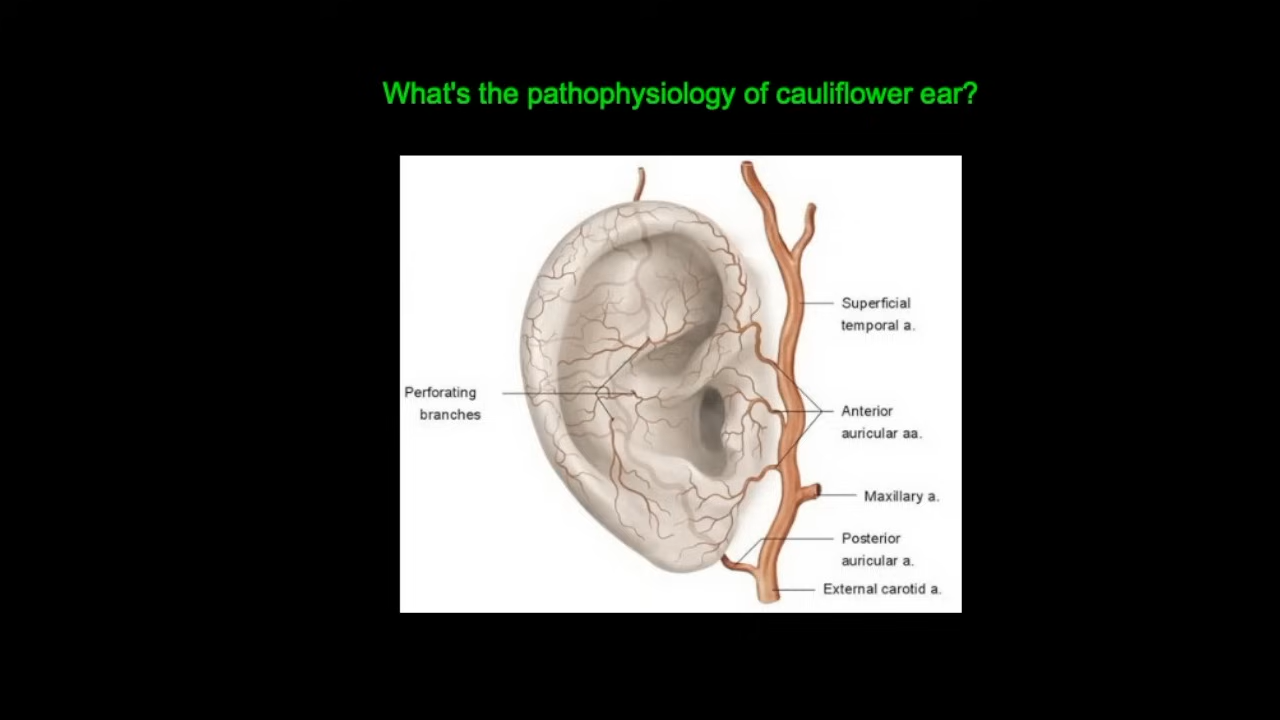 What's the pathophysiology of cauliflower ear?
Superficial
temporal a.
Perforating
branches
Anterior
auricular aa.
Maxillary a.
Posterior
auricular a.
External carotid a.